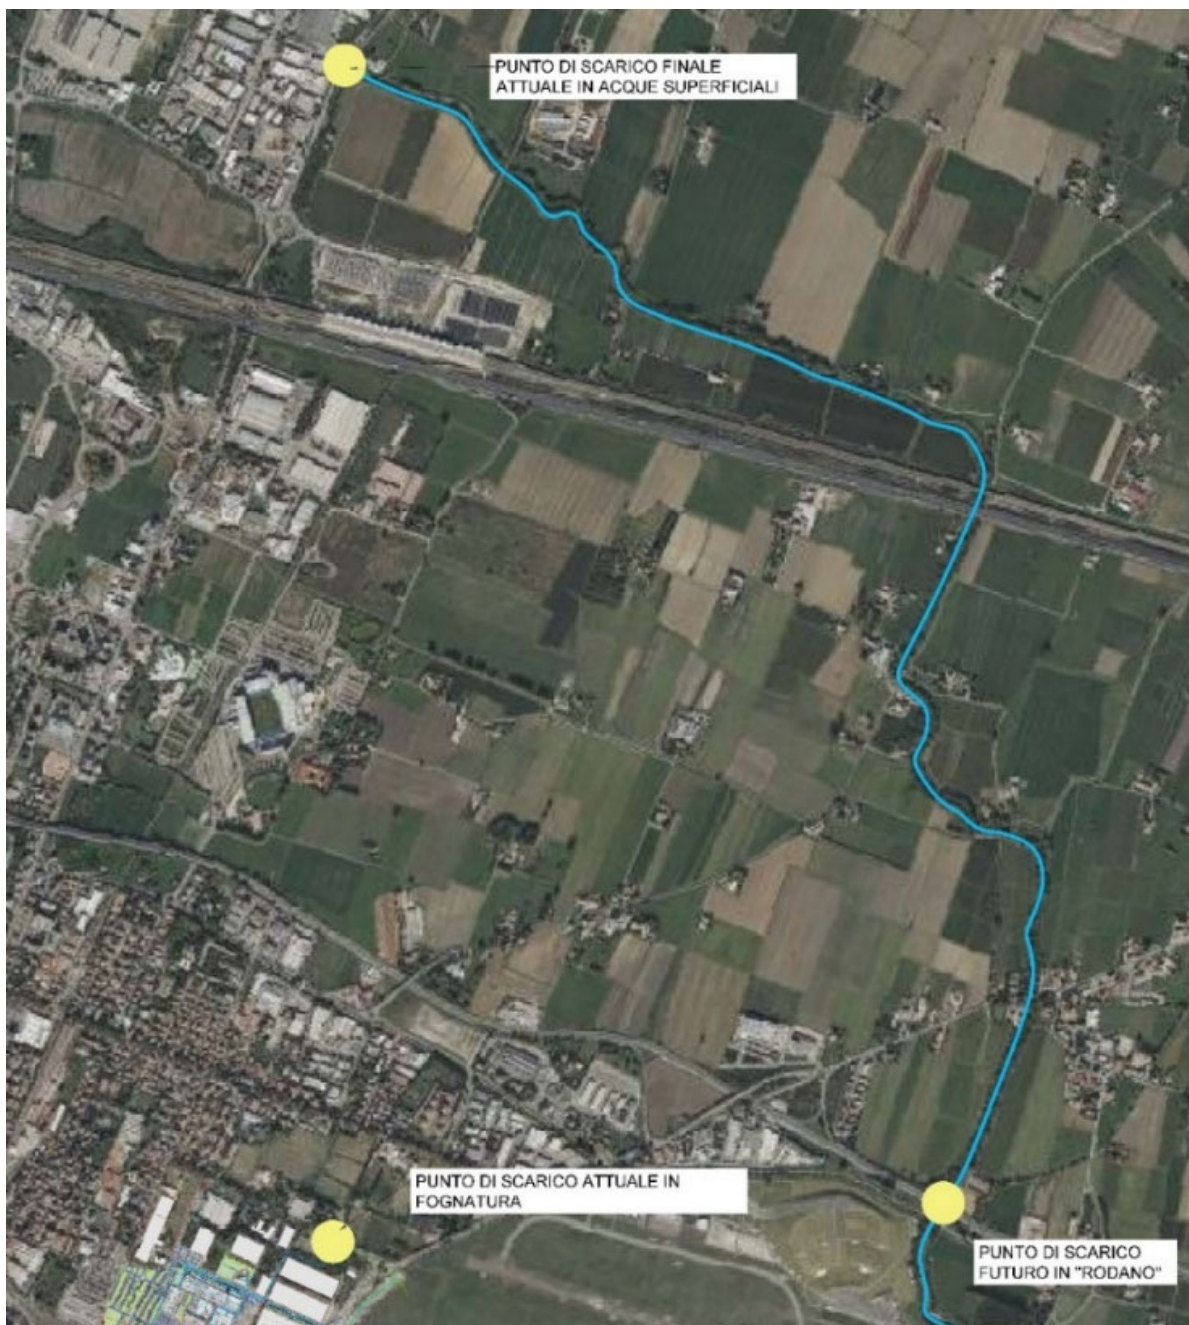 PUNTO DI SCARICO FINALE
ATTUALE IN ACQUE SUPERFICIALI
PUNTO DI SCARICO ATTUALE IN
FOGNATURA
PUNTO DI SCARICO
FUTURO IN "RODANO"